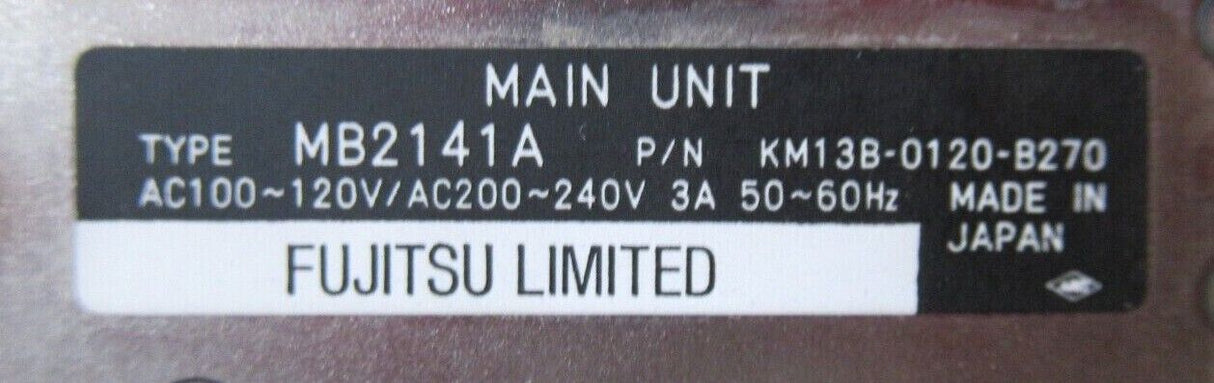 MAIN UNIT
TYPE MB2141A P/N KM13B-0120-B270
AC100~120V/AC200~240V 3A 50~60Hz MADE IN
JAPAN
FUJITSU LIMITED